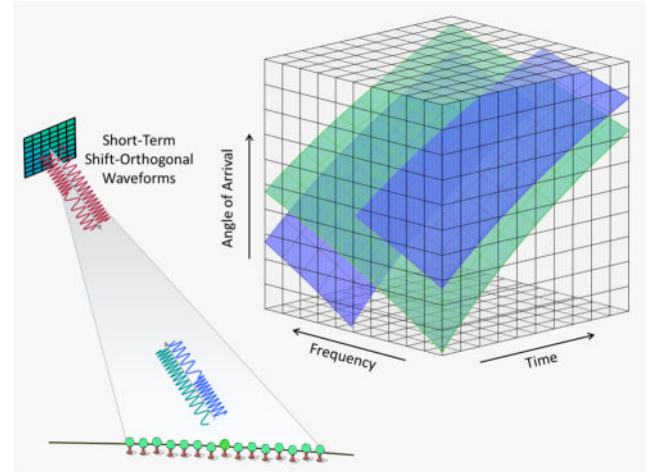 Short-Term
Shift-Orthogonal
Waveforms
Angle of Arrival
Frequency
Time